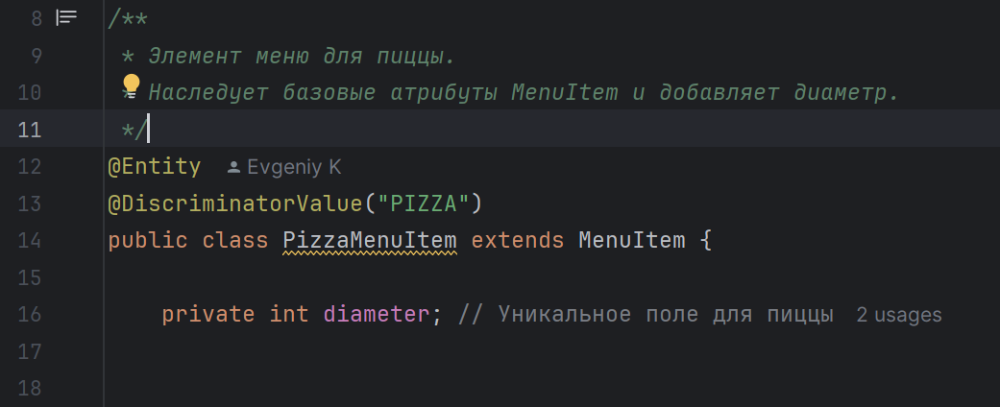 8 /**
9 * Элемент меню для пиццы.
10 * Наследует базовые атрибуты MenuItem и добавляет диаметр.
11 */
12 @Entity Evgeniy K
13 @DiscriminatorValue("PIZZA")
14 public class PizzaMenuItem extends MenuItem {
15
16 private int diameter; // Уникальное поле для пиццы 2 usages
17
18